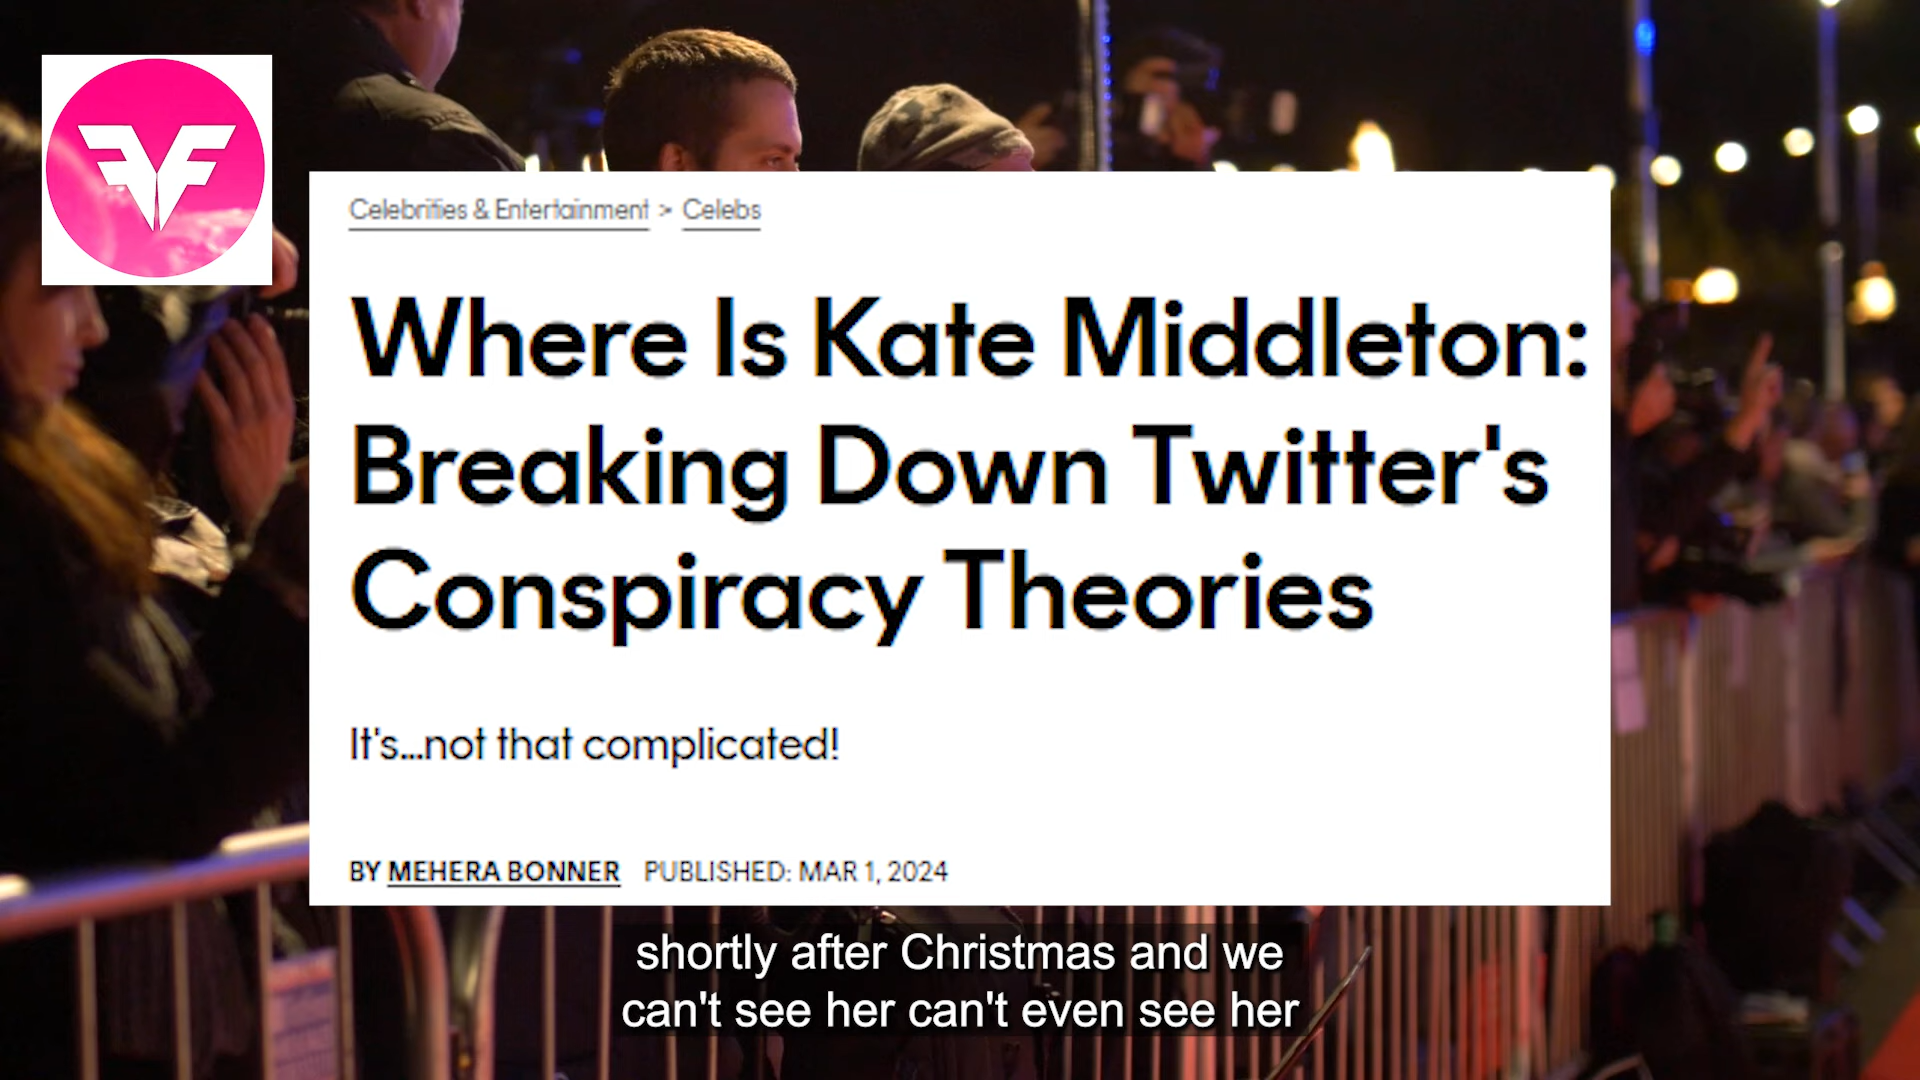 Celebrities & Entertainment > Celebs
Where Is Kate Middleton:
Breaking Down Twitter's
Conspiracy Theories
It's...not that complicated!
BY MEHERA BONNER PUBLISHED: MAR 1, 2024
shortly after Christmas and we
can't see her can't even see her